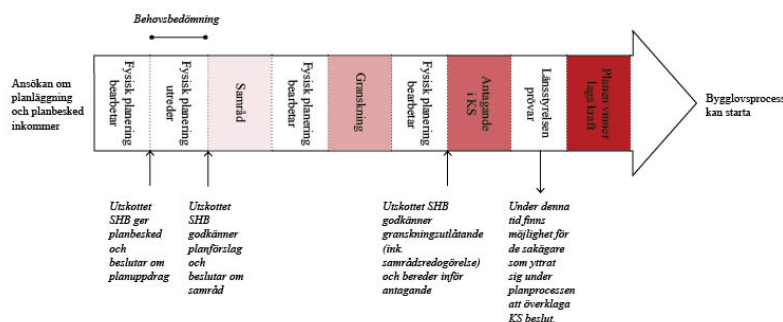 Behovsbedömning
Ansökan om
planläggning
och planbesked
inkommer
Fysisk planering
bearbetar
Fysisk planering
utreder
Samråd
Fysisk planering
bearbetar
Granskning
Fysisk planering
bearbetar
Antagande
i KS
Länsstyrelsen
prövar
Planen vinner
laga kraft
Bygglovsprocess
kan starta
Utskottet
SHB ger
planbesked
och
beslutar om
planuppdrag
Utskottet
SHB
godkänner
planförslag
och
beslutar om
samråd
Utskottet SHB
godkänner
granskningsutlåtande
(ink.
samrådsredogörelse)
och bereder inför
antagande
Under denna
tid finns
möjlighet för
de sakägare
som yttrat
sig under
planprocessen
att överklaga
KS beslut.